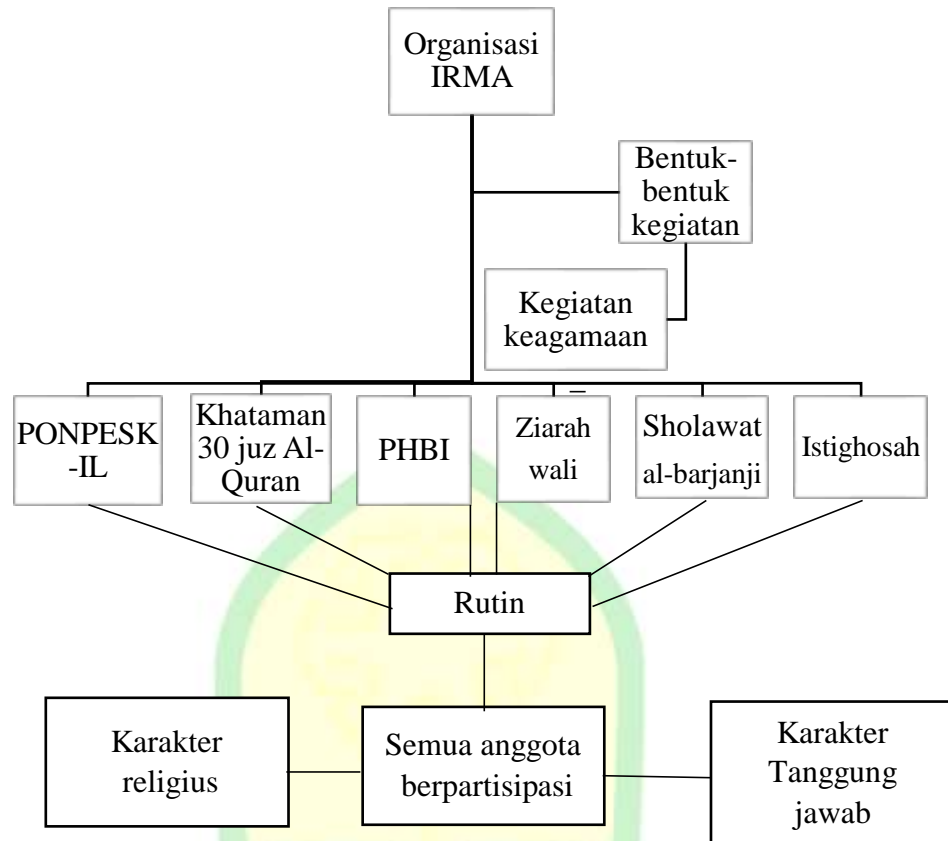 Organisasi
IRMA
Bentuk-
bentuk
kegiatan
Kegiatan
keagamaan
PONPESK
-IL
Khataman
30 juz Al-
Quran
PHBI
Ziarah
wali
Sholawat
al-barjanji
Istighosah
Rutin
Karakter
religius
Semua anggota
berpartisipasi
Karakter
Tanggung
jawab